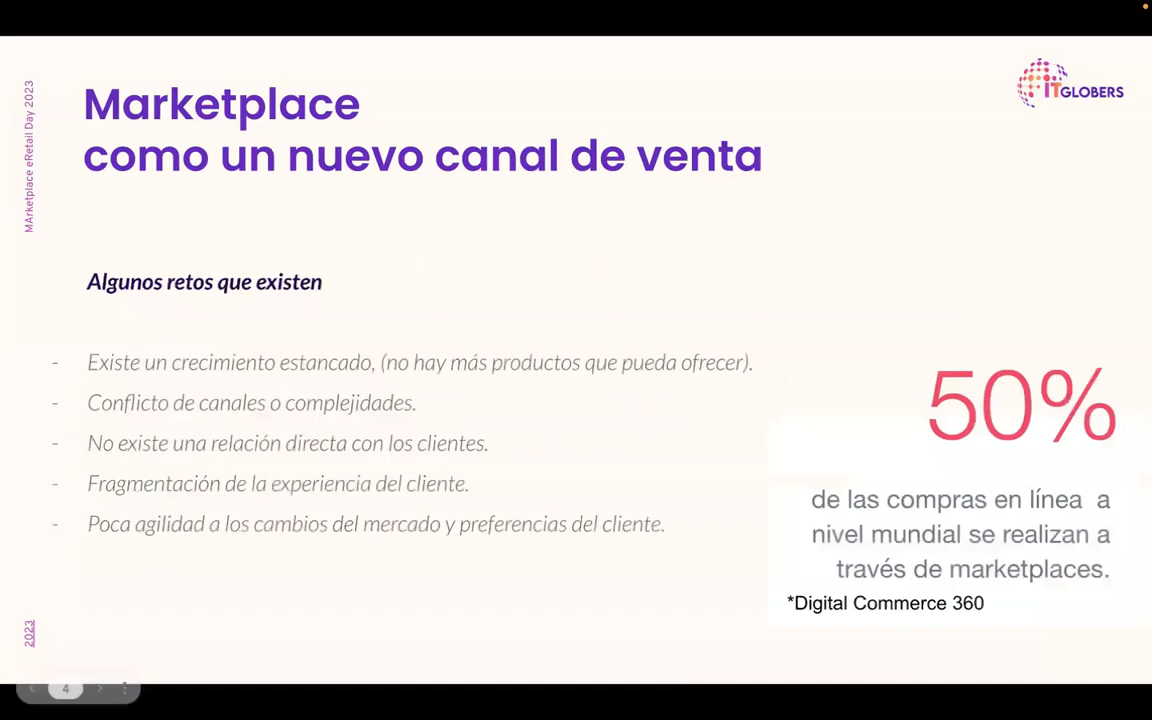 MArketplace eRetail Day 2023
Marketplace
como un nuevo canal de venta
ITGLOBERS
Algunos retos que existen
- Existe un crecimiento estancado, (no hay más productos que pueda ofrecer).
- Conflicto de canales o complejidades.
- No existe una relación directa con los clientes.
- Fragmentación de la experiencia del cliente.
- Poca agilidad a los cambios del mercado y preferencias del cliente.
50%
de las compras en línea a
nivel mundial se realizan a
través de marketplaces.
*Digital Commerce 360
2023
4